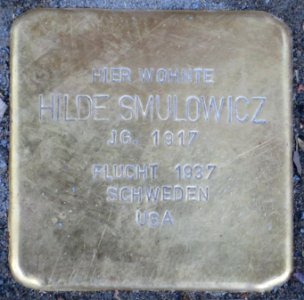 HIER WOHNTE
HILDE SMULOWICZ
JG. 1917
FLUCHT 1937
SCHWEDEN
USA